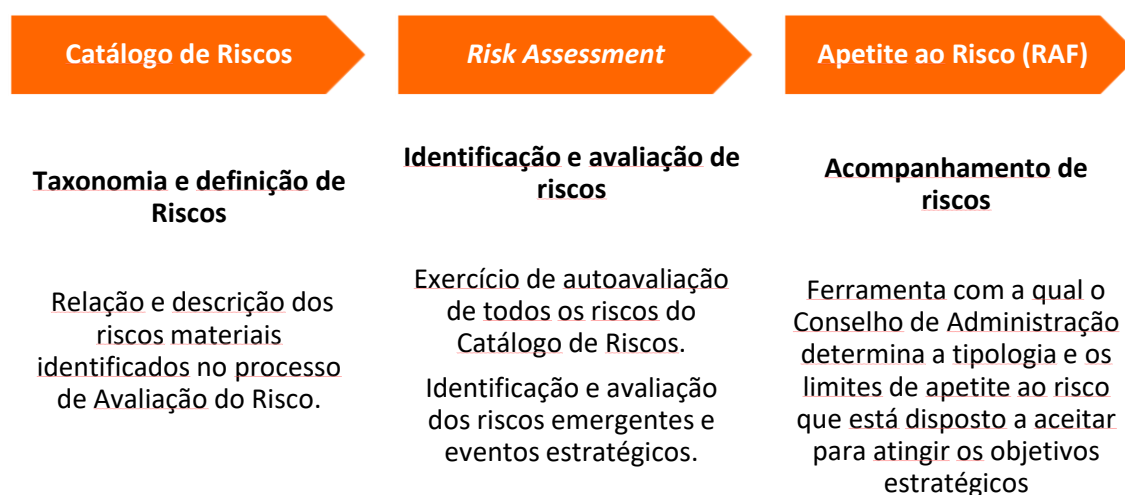 Catálogo de Riscos
Taxonomia e definição de
Riscos
Relação e descrição dos
riscos materiais
identificados no processo
de Avaliação do Risco.
Risk Assessment
Identificação e avaliação de
riscos
Exercício de autoavaliação
de todos os riscos do
Catálogo de Riscos.
Identificação e avaliação
dos riscos emergentes e
eventos estratégicos.
Apetite ao Risco (RAF)
Acompanhamento de
riscos
Ferramenta com a qual o
Conselho de Administração
determina a tipologia e os
limites de apetite ao risco
que está disposto a aceitar
para atingir os objetivos
estratégicos